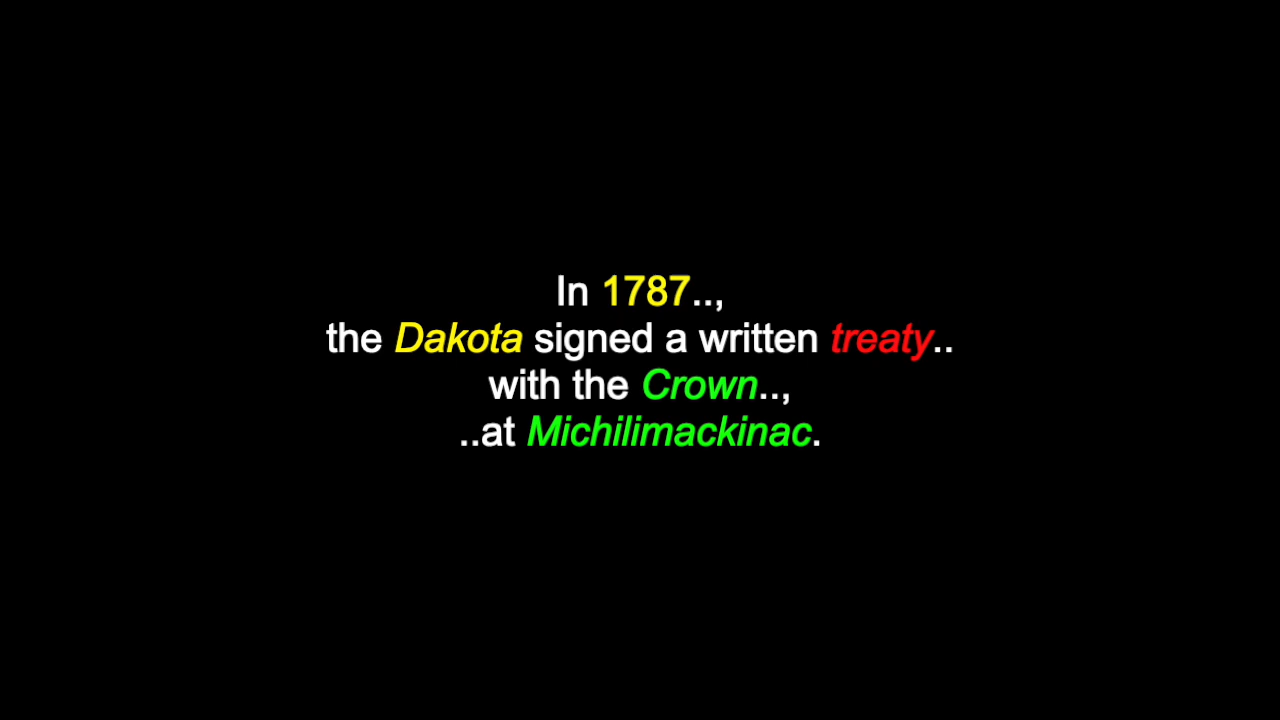 In 1787..,
the Dakota signed a written treaty..
with the Crown..,
..at Michilimackinac.